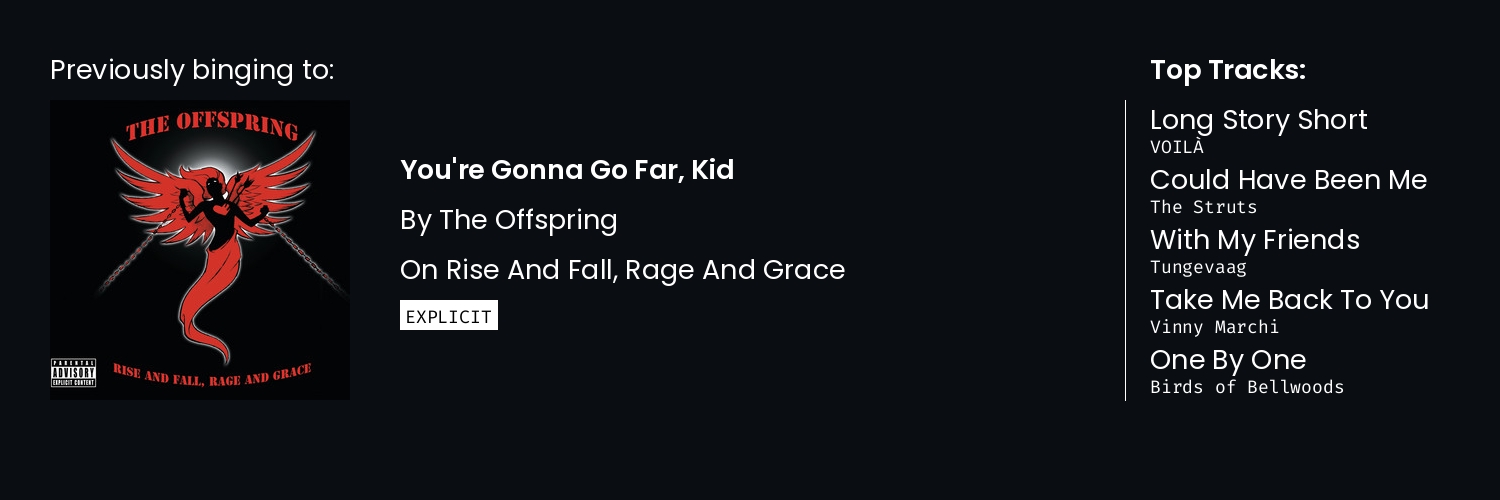 Previously binging to:
THE OFFSPRING
PARENTAL
ADVISORY
EXPLICIT CONTENT
RISE AND FALL, RAGE AND GRACE
You're Gonna Go Far, Kid
By The Offspring
On Rise And Fall, Rage And Grace
EXPLICIT
Top Tracks:
Long Story Short
VOILÀ
Could Have Been Me
The Struts
With My Friends
Tungevaag
Take Me Back To You
Vinny Marchi
One By One
Birds of Bellwoods